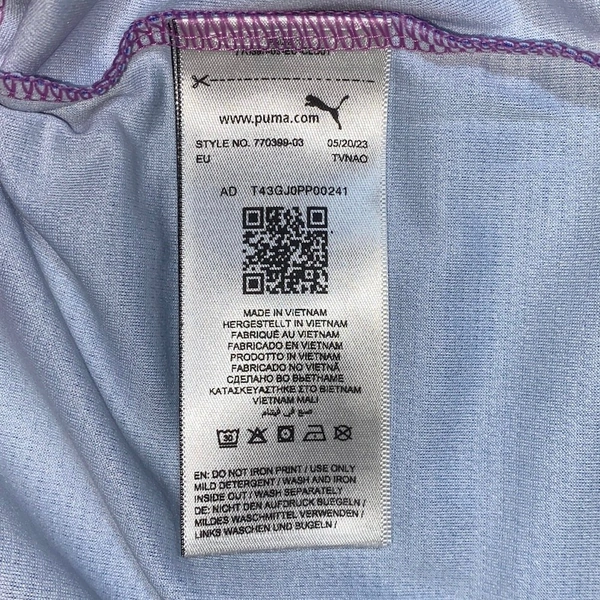 www.puma.com
STYLE NO. 770399-03 05/20/23
EU TVNAO
AD T43GJ0PP00241
MADE IN VIETNAM
HERGESTELLT IN VIETNAM
FABRIQUÉ AU VIETNAM
FABRICADO EN VIETNAM
PRODOTTO IN VIETNAM
FABRICADO NO VIETNÃ
СДЕЛАНО ВО ВЬЕТНАМЕ
ΚΑΤΑΣΚΕΥΑΣΤΗΚΕ ΣΤΟ ΒΙΕΤΝΑΜ
VIETNAM MALI
صنع في فيتنام
30
EN: DO NOT IRON PRINT / USE ONLY
MILD DETERGENT / WASH AND IRON
INSIDE OUT / WASH SEPARATELY
DE: NICHT DEN AUFDRUCK BUEGELN /
MILDES WASCHMITTEL VERWENDEN /
LINKS WASCHEN UND BUGELN /